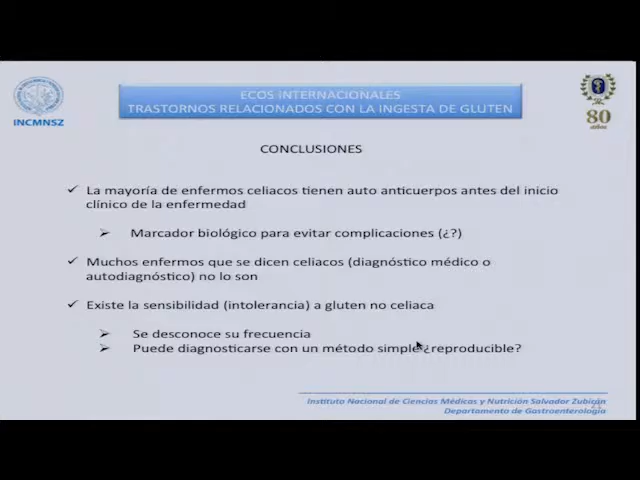 ECOS INTERNACIONALES
TRASTORNOS RELACIONADOS CON LA INGESTA DE GLUTEN
INCMNSZ
80
años
CONCLUSIONES
✓ La mayoría de enfermos celiacos tienen auto anticuerpos antes del inicio
clínico de la enfermedad
➢ Marcador biológico para evitar complicaciones (¿?)
✓ Muchos enfermos que se dicen celiacos (diagnóstico médico o
autodiagnóstico) no lo son
✓ Existe la sensibilidad (intolerancia) a gluten no celiaca
➢ Se desconoce su frecuencia
➢ Puede diagnosticarse con un método simple ¿reproducible?
Instituto Nacional de Ciencias Médicas y Nutrición Salvador Zubirán
Departamento de Gastroenterología